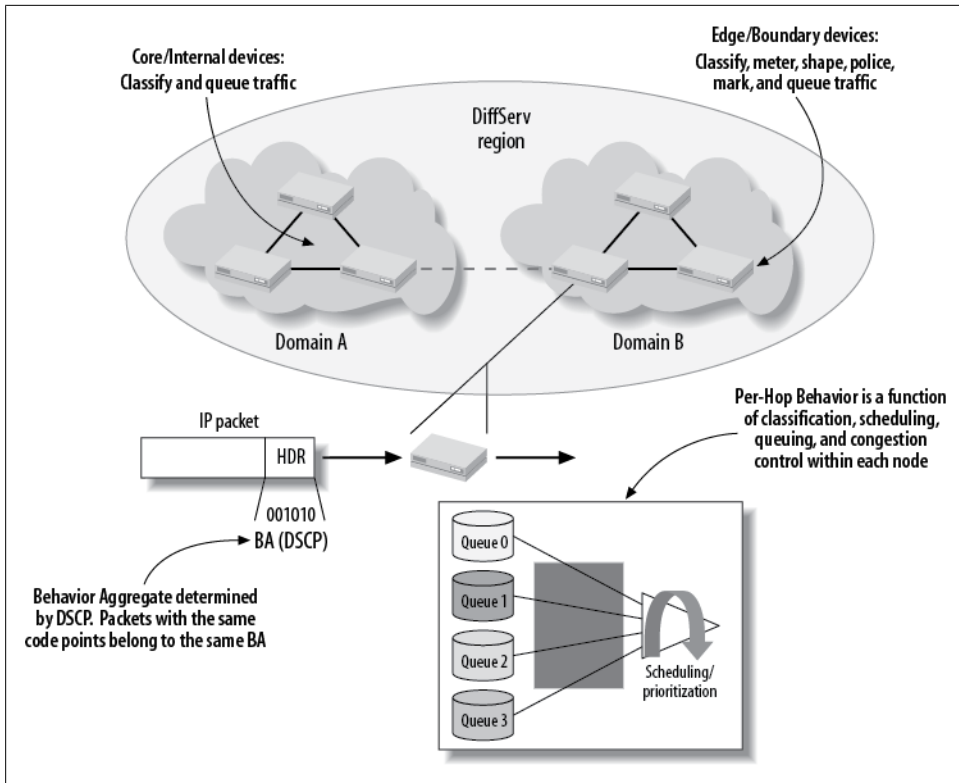 Core/Internal devices:
Classify and queue traffic
Edge/Boundary devices:
Classify, meter, shape, police,
mark, and queue traffic
DiffServ
region
Domain A
Domain B
IP packet
HDR
001010
BA (DSCP)
Behavior Aggregate determined
by DSCP. Packets with the same
code points belong to the same BA
Per-Hop Behavior is a function
of classification, scheduling,
queuing, and congestion
control within each node
Queue 0
Queue 1
Queue 2
Queue 3
Scheduling/
prioritization